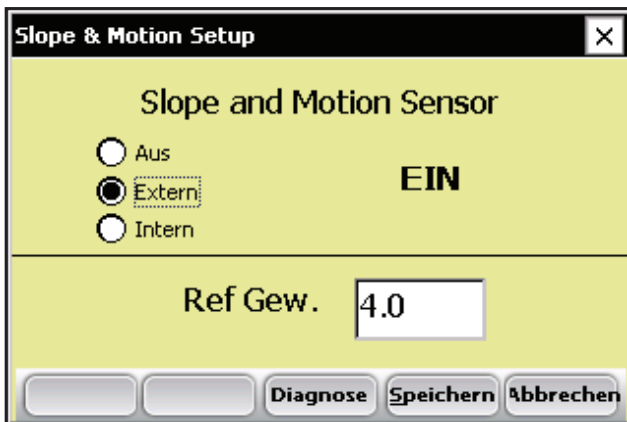 Slope & Motion Setup
Slope and Motion Sensor
Aus
Extern
EIN
Intern
Ref Gew. 4.0
Diagnose Speichern Abbrechen